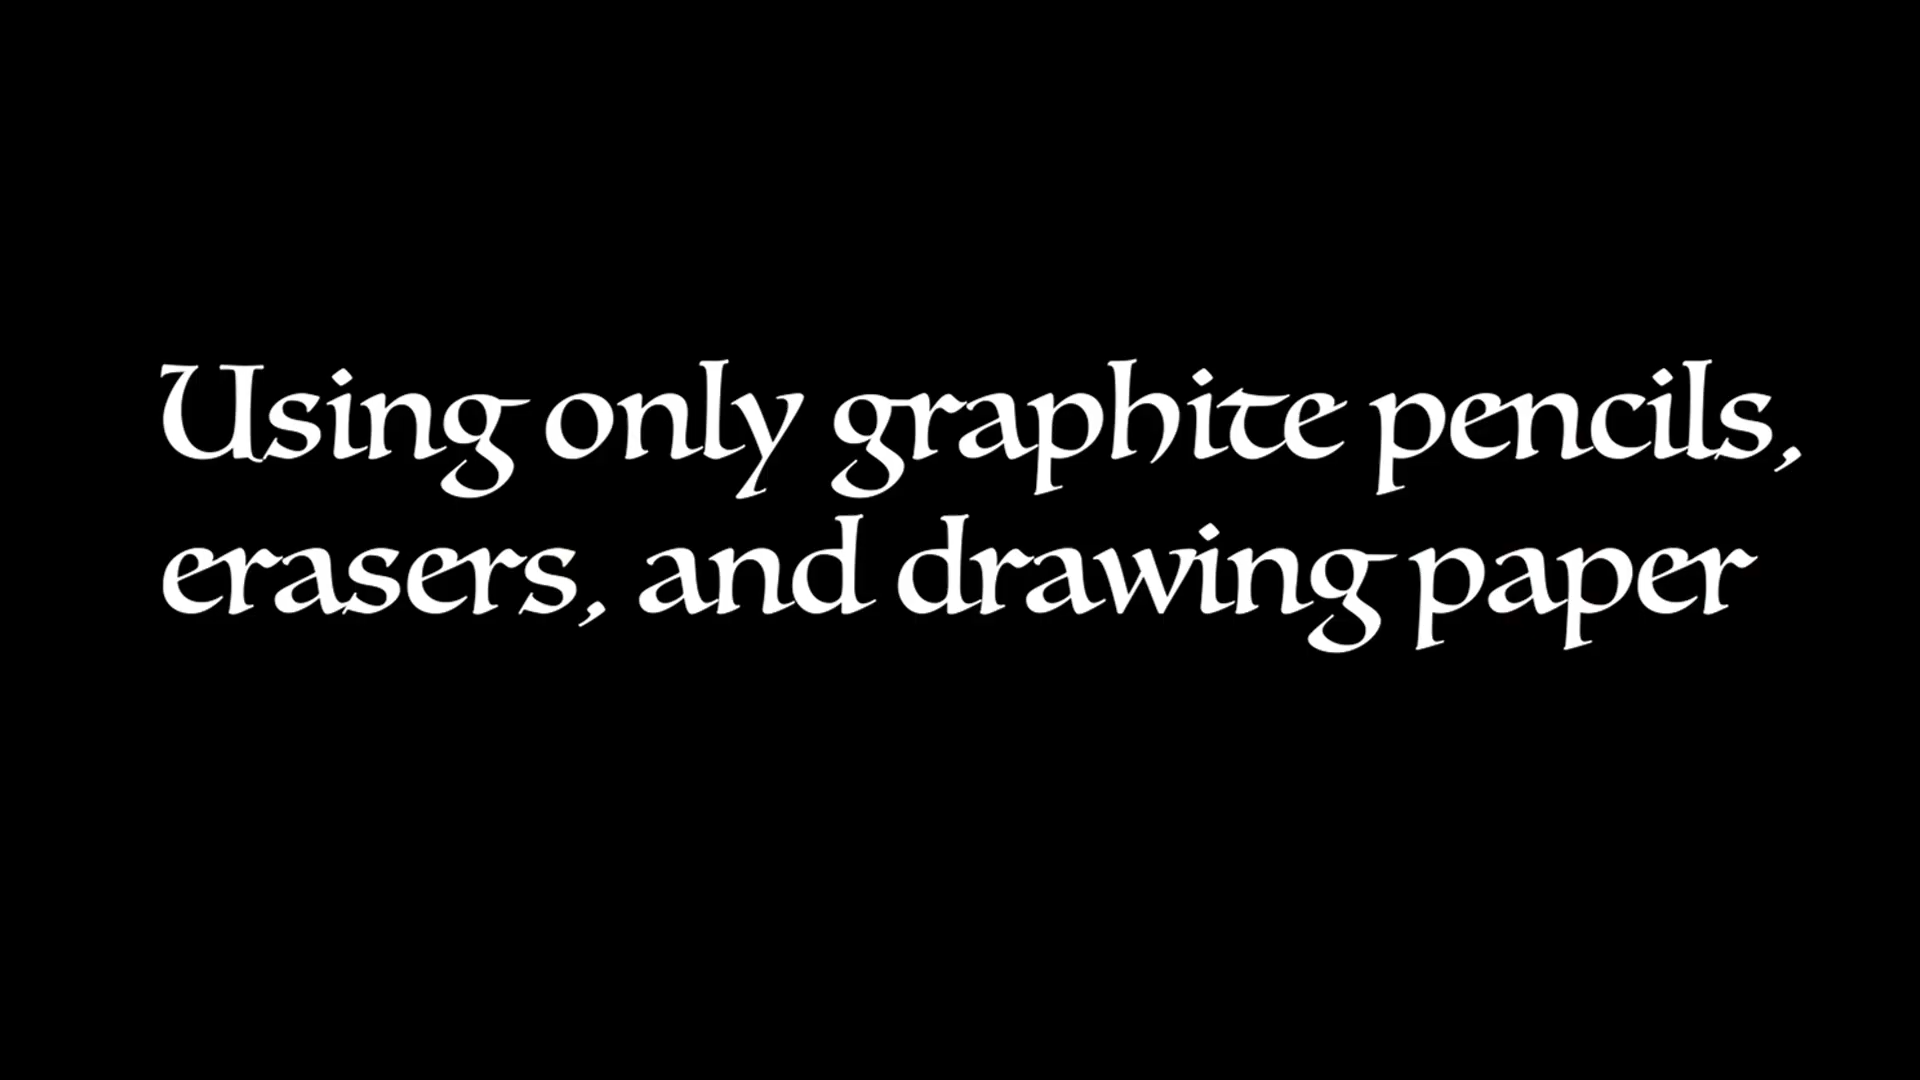 Using only graphite pencils,
erasers, and drawing paper